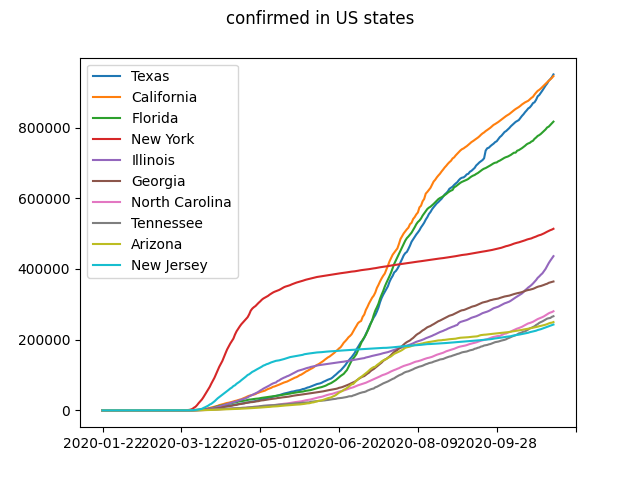 confirmed in US states
Texas
California
Florida
New York
Illinois
Georgia
North Carolina
Tennessee
Arizona
New Jersey
800000
600000
400000
200000
0
2020-01-22 2020-03-12 2020-05-01 2020-06-20 2020-08-09 2020-09-28